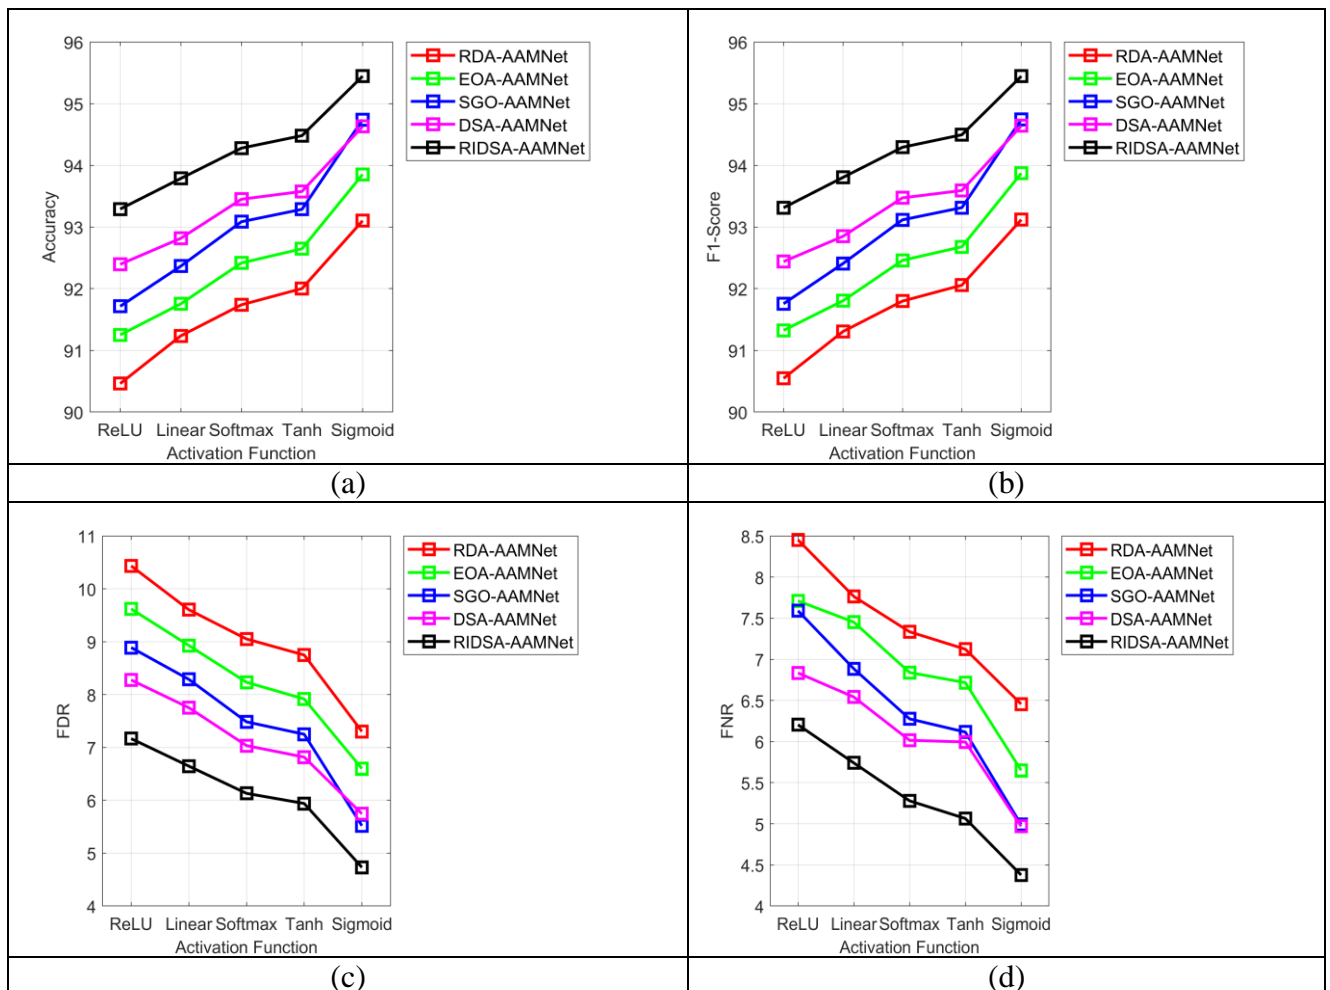 96
95
94
93
92
91
90
Accuracy
ReLU Linear Softmax Tanh Sigmoid
Activation Function
RDA-AAMNet
EOA-AAMNet
SGO-AAMNet
DSA-AAMNet
RIDSA-AAMNet
(a)
96
95
94
93
92
91
90
F1-Score
ReLU Linear Softmax Tanh Sigmoid
Activation Function
RDA-AAMNet
EOA-AAMNet
SGO-AAMNet
DSA-AAMNet
RIDSA-AAMNet
(b)
11
10
9
8
7
6
5
4
FDR
ReLU Linear Softmax Tanh Sigmoid
Activation Function
RDA-AAMNet
EOA-AAMNet
SGO-AAMNet
DSA-AAMNet
RIDSA-AAMNet
(c)
8.5
8
7.5
7
6.5
6
5.5
5
4.5
4
FNR
ReLU Linear Softmax Tanh Sigmoid
Activation Function
RDA-AAMNet
EOA-AAMNet
SGO-AAMNet
DSA-AAMNet
RIDSA-AAMNet
(d)